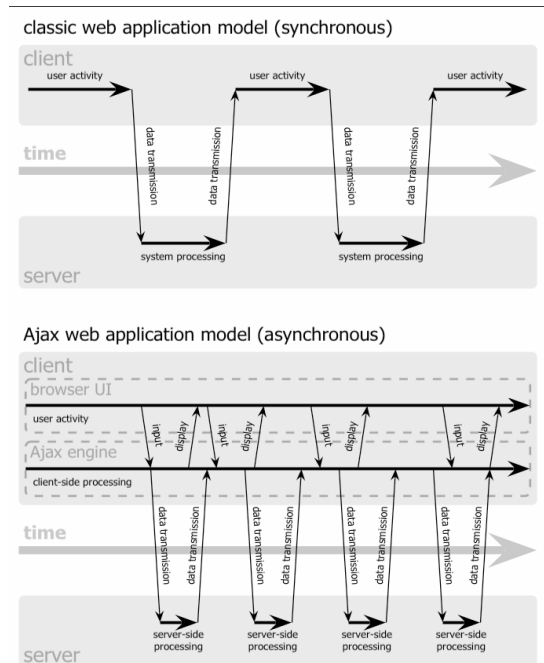 classic web application model (synchronous)
client
user activity
user activity
user activity
data transmission
data transmission
data transmission
data transmission
time
system processing
system processing
server
Ajax web application model (asynchronous)
client
browser UI
user activity
input
display
input
display
input
display
input
display
Ajax engine
client-side processing
data transmission
data transmission
data transmission
data transmission
data transmission
data transmission
data transmission
data transmission
time
server-side
processing
server-side
processing
server-side
processing
server-side
processing
server